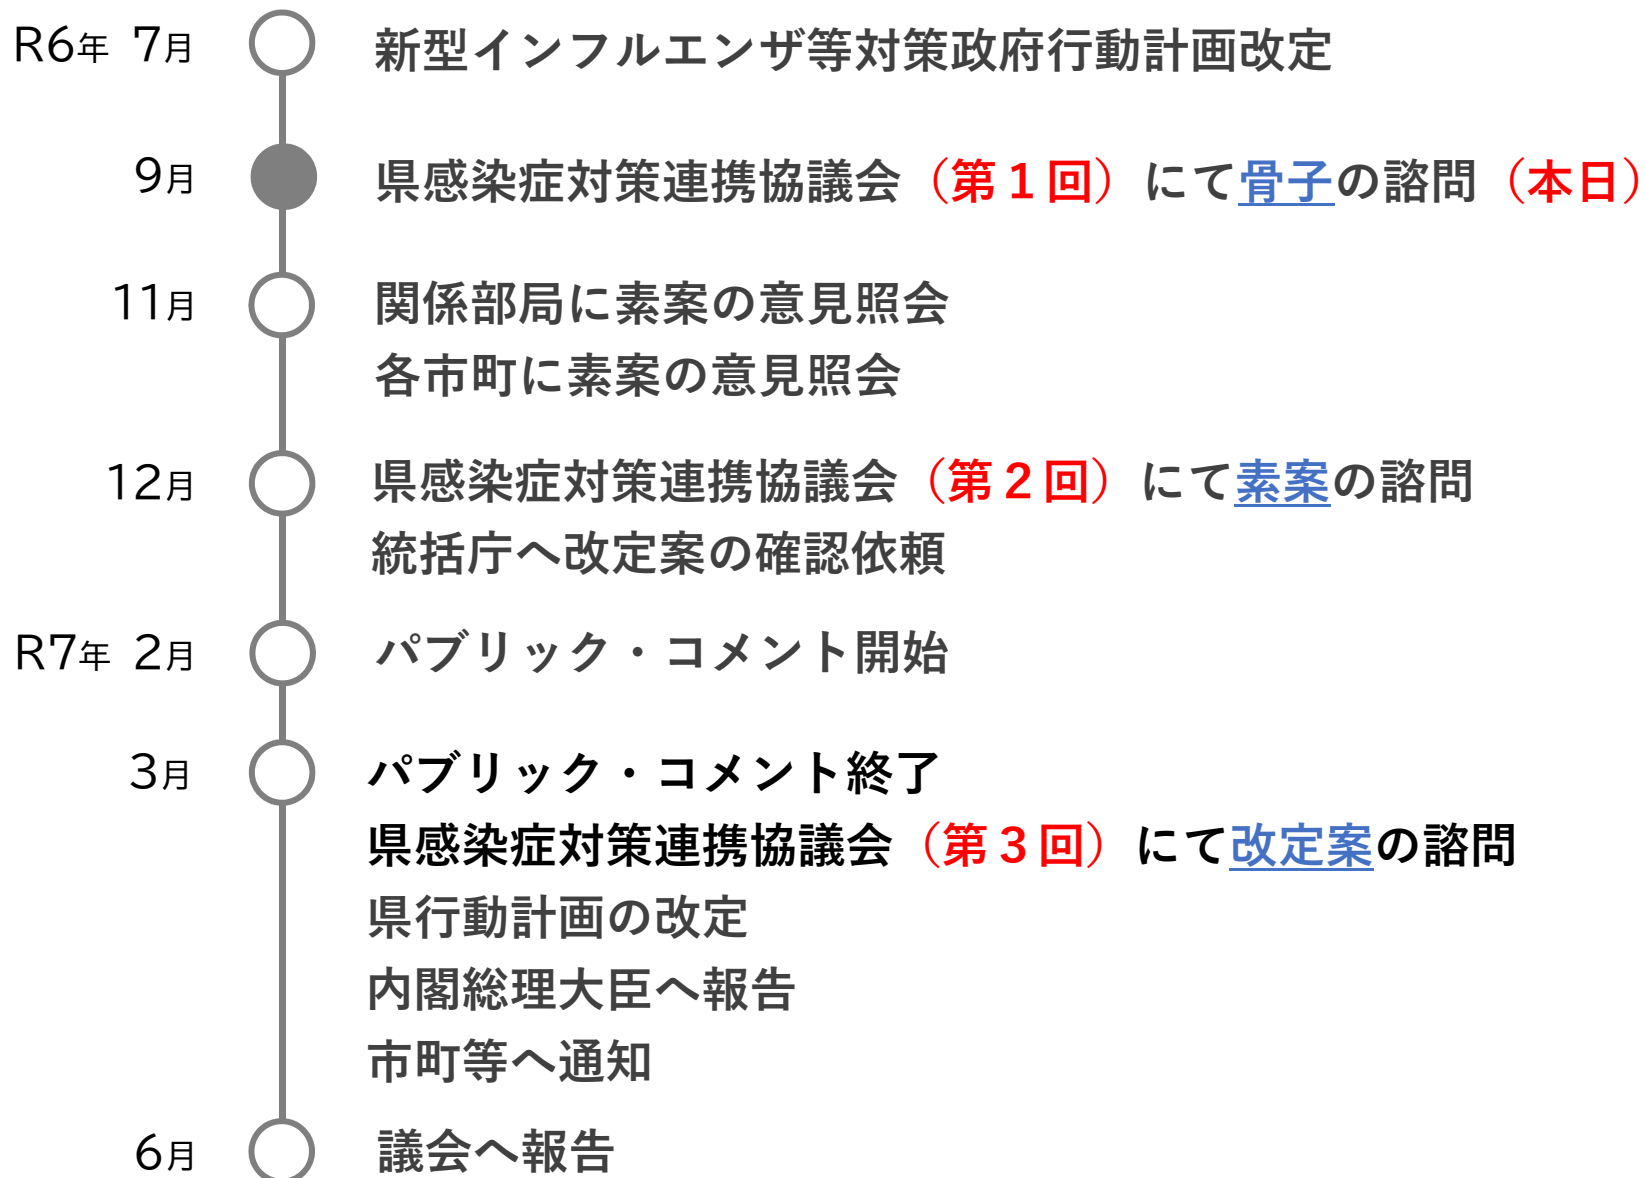 R6年 7月 新型インフルエンザ等対策政府行動計画改定
9月 県感染症対策連携協議会（第１回）にて骨子の諮問（本日）
11月 関係部局に素案の意見照会
各市町に素案の意見照会
12月 県感染症対策連携協議会（第２回）にて素案の諮問
統括庁へ改定案の確認依頼
R7年 2月 パブリック・コメント開始
3月 パブリック・コメント終了
県感染症対策連携協議会（第３回）にて改定案の諮問
県行動計画の改定
内閣総理大臣へ報告
市町等へ通知
6月 議会へ報告